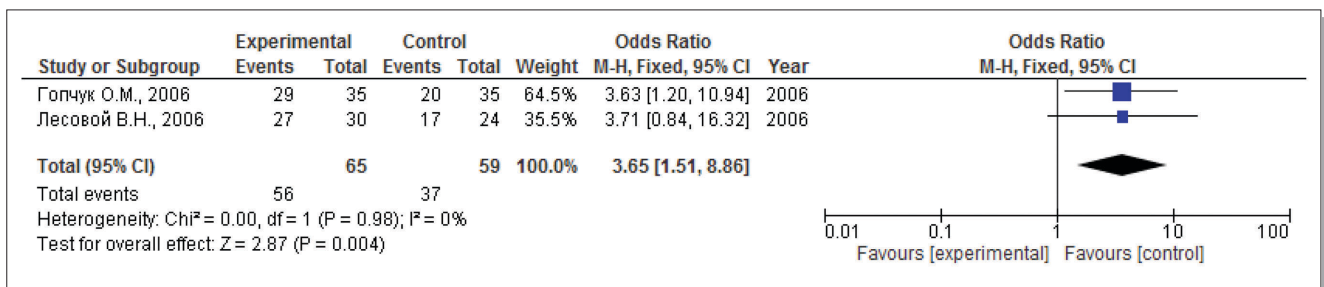 Experimental Control Odds Ratio Odds Ratio
Study or Subgroup Events Total Events Total Weight M-H, Fixed, 95% CI Year M-H, Fixed, 95% CI
Гопчук О.М., 2006 29 35 20 35 64.5% 3.63 [1.20, 10.94] 2006
Лесовой В.Н., 2006 27 30 17 24 35.5% 3.71 [0.84, 16.32] 2006
Total (95% CI) 65 59 100.0% 3.65 [1.51, 8.86]
Total events 56 37
Heterogeneity: Chi² = 0.00, df = 1 (P = 0.98); I² = 0%
Test for overall effect: Z = 2.87 (P = 0.004)
0.01 0.1 1 10 100
Favours [experimental] Favours [control]